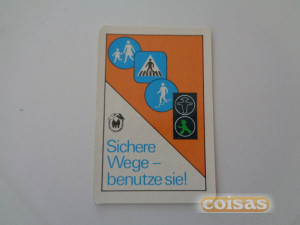 Sichere
Wege –
benutze sie!
coisas